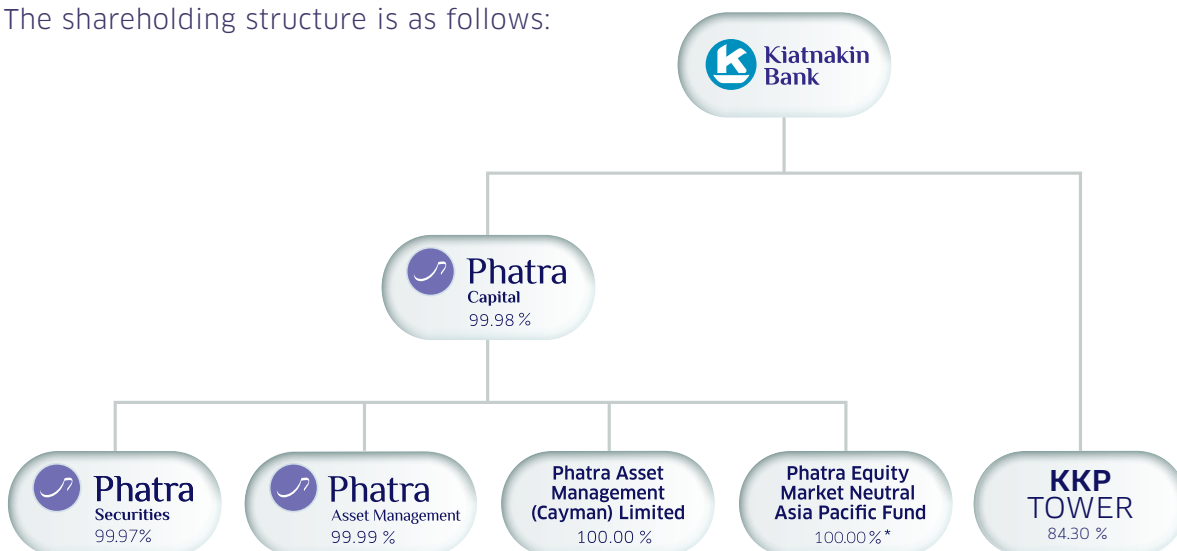 The shareholding structure is as follows:
Kiatnakin
Bank
Phatra
Capital
99.98 %
Phatra
Securities
99.97%
Phatra
Asset Management
99.99 %
Phatra Asset
Management
(Cayman) Limited
100.00 %
Phatra Equity
Market Neutral
Asia Pacific Fund
100.00 %*
KKP
TOWER
84.30 %